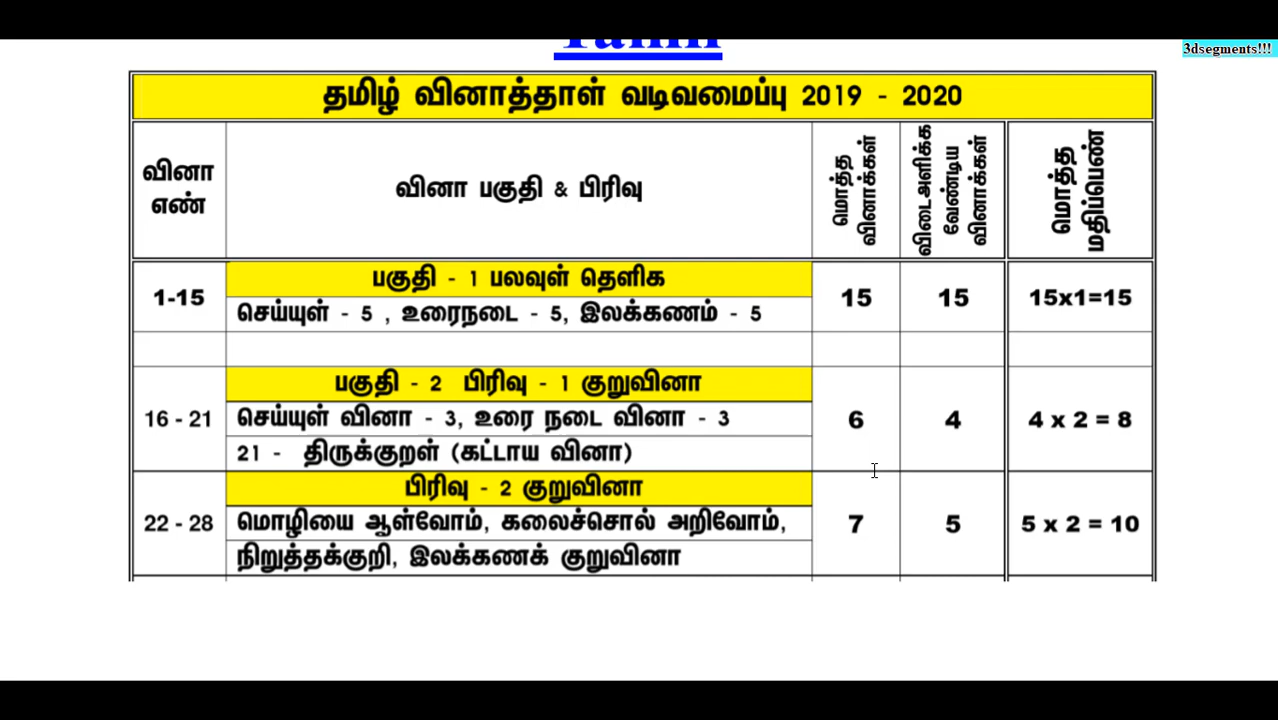 Tamil
3dsegments!!!
தமிழ் வினாத்தாள் வடிவமைப்பு 2019 - 2020
வினா எண்
வினா பகுதி & பிரிவு
மொத்த வினாக்கள்
விடைஅளிக்க வேண்டிய வினாக்கள்
மொத்த மதிப்பெண்
1-15
பகுதி - 1 பலவுள் தெளிக
செய்யுள் - 5 , உரைநடை - 5, இலக்கணம் - 5
15
15
15x1=15
16 - 21
பகுதி - 2 பிரிவு - 1 குறுவினா
செய்யுள் வினா - 3, உரை நடை வினா - 3
21 - திருக்குறள் (கட்டாய வினா)
6
4
4 x 2 = 8
22 - 28
பிரிவு - 2 குறுவினா
மொழியை ஆள்வோம், கலைச்சொல் அறிவோம்,
நிறுத்தக்குறி, இலக்கணக் குறுவினா
7
5
5 x 2 = 10